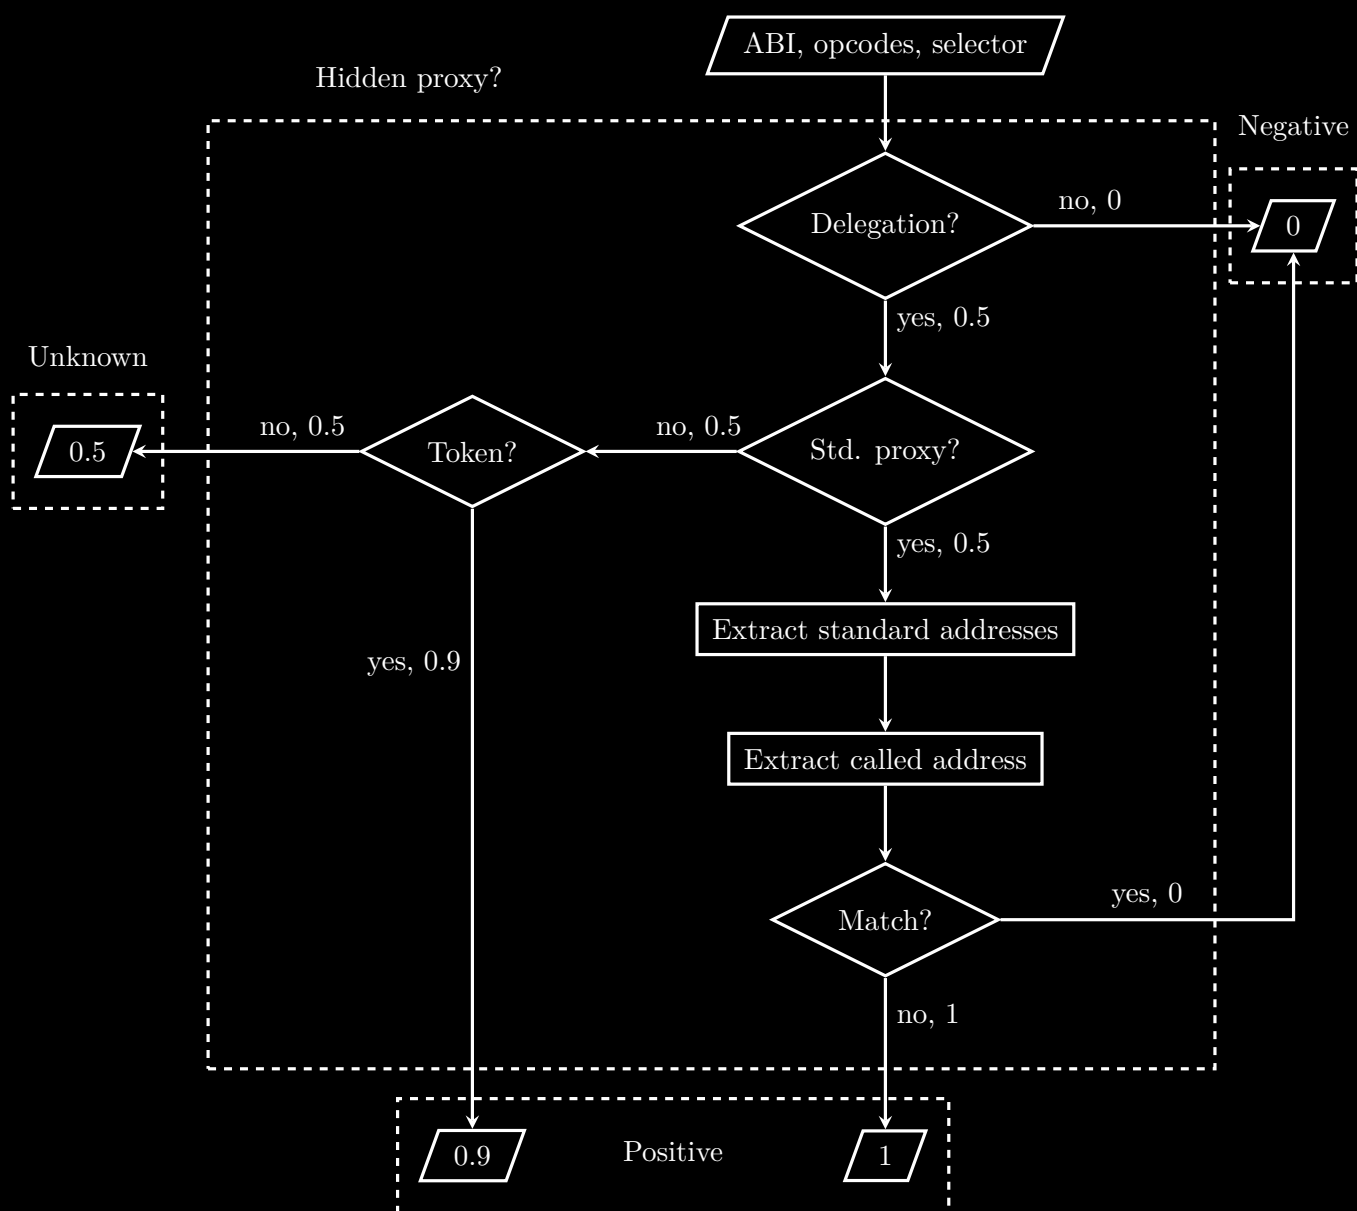 ABI, opcodes, selector
Hidden proxy?
Negative
no, 0
Delegation?
0
yes, 0.5
Unknown
no, 0.5
no, 0.5
0.5
Token?
Std. proxy?
yes, 0.5
Extract standard addresses
yes, 0.9
Extract called address
yes, 0
Match?
no, 1
0.9
Positive
1